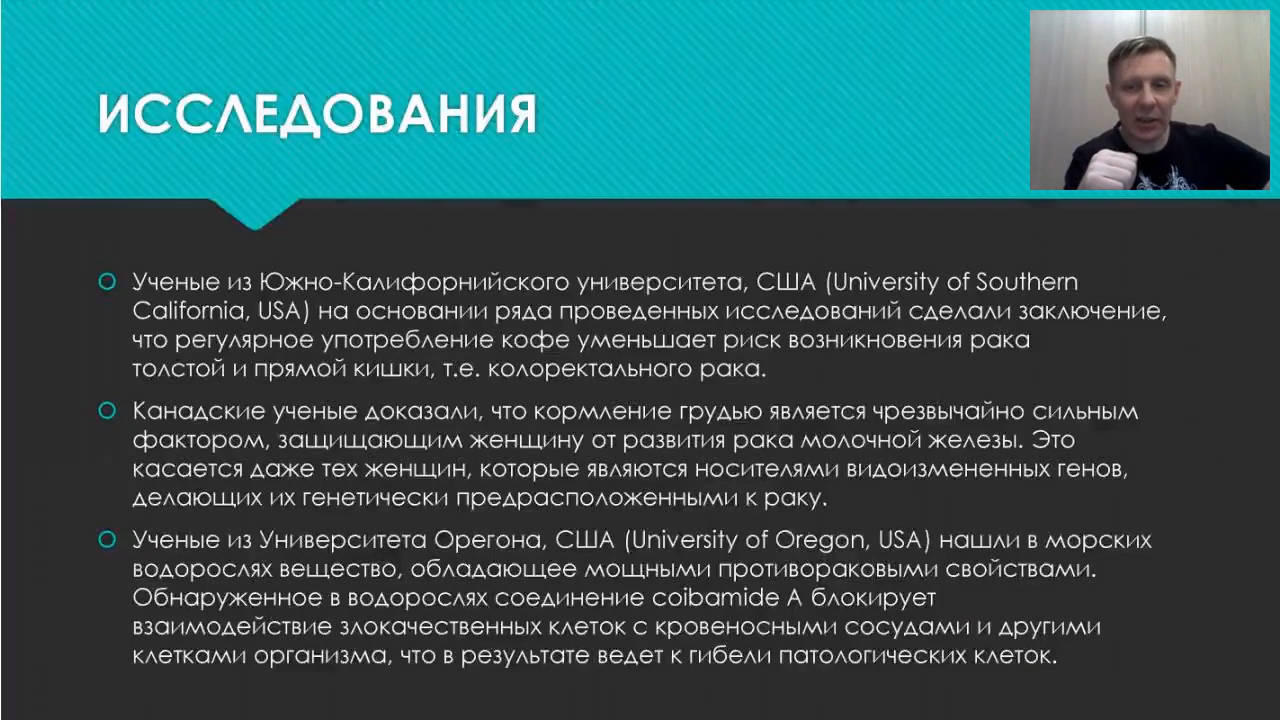 ИССЛЕДОВАНИЯ
Ученые из Южно-Калифорнийского университета, США (University of Southern
California, USA) на основании ряда проведенных исследований сделали заключение,
что регулярное употребление кофе уменьшает риск возникновения рака
толстой и прямой кишки, т.е. колоректального рака.
Канадские ученые доказали, что кормление грудью является чрезвычайно сильным
фактором, защищающим женщину от развития рака молочной железы. Это
касается даже тех женщин, которые являются носителями видоизмененных генов,
делающих их генетически предрасположенными к раку.
Ученые из Университета Орегона, США (University of Oregon, USA) нашли в морских
водорослях вещество, обладающее мощными противораковыми свойствами.
Обнаруженное в водорослях соединение coibamide A блокирует
взаимодействие злокачественных клеток с кровеносными сосудами и другими
клетками организма, что в результате ведет к гибели патологических клеток.